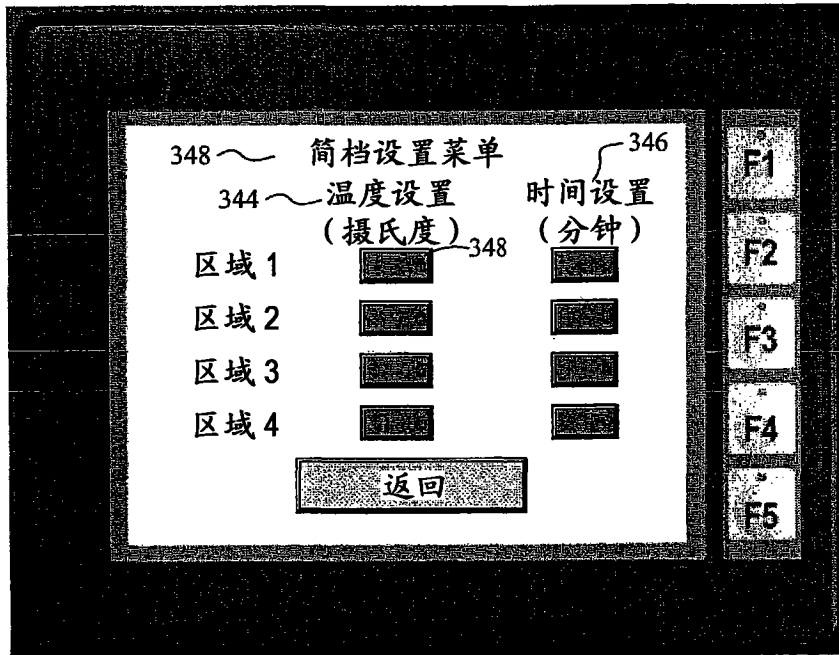 348 简档设置菜单 346
344 温度设置 时间设置
(摄氏度) (分钟)
348
区域 1
区域 2
区域 3
区域 4
返回
F1
F2
F3
F4
F5